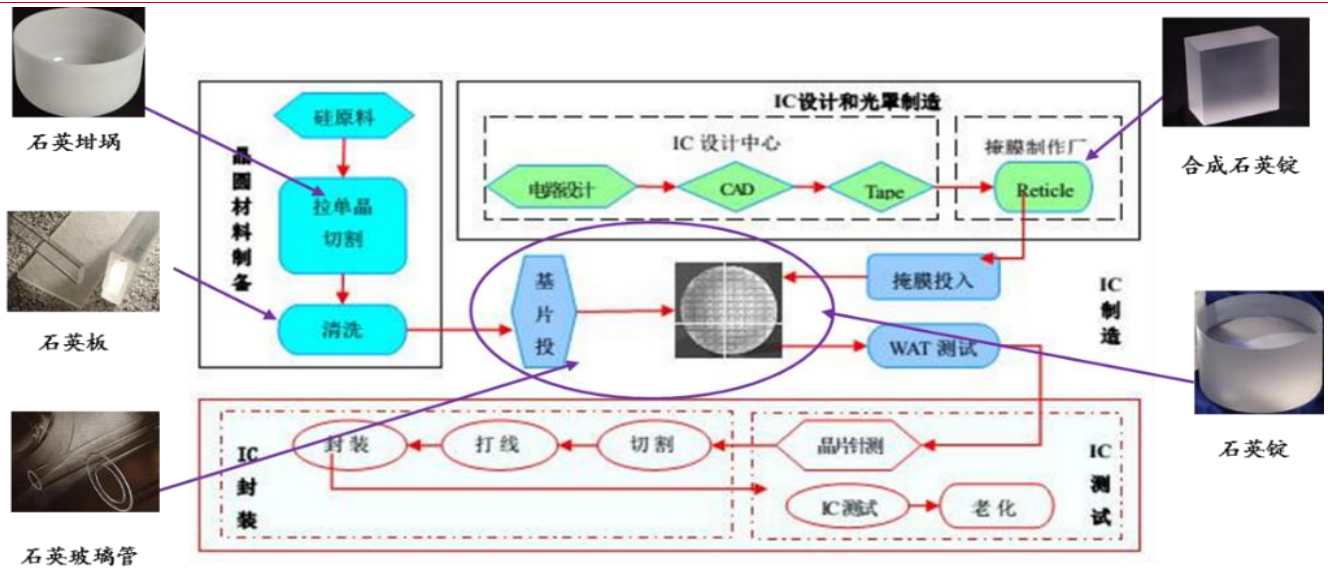 石英坩埚
石英板
石英玻璃管
晶圆材料制备
硅原料
拉单晶
切割
清洗
IC设计和光罩制造
IC 设计中心
电路设计
CAD
Tape
掩膜制作厂
Reticle
合成石英锭
基片投
掩膜投入
WAT 测试
IC制造
石英锭
IC封装
封装
打线
切割
晶片针测
IC测试
老化
IC测试